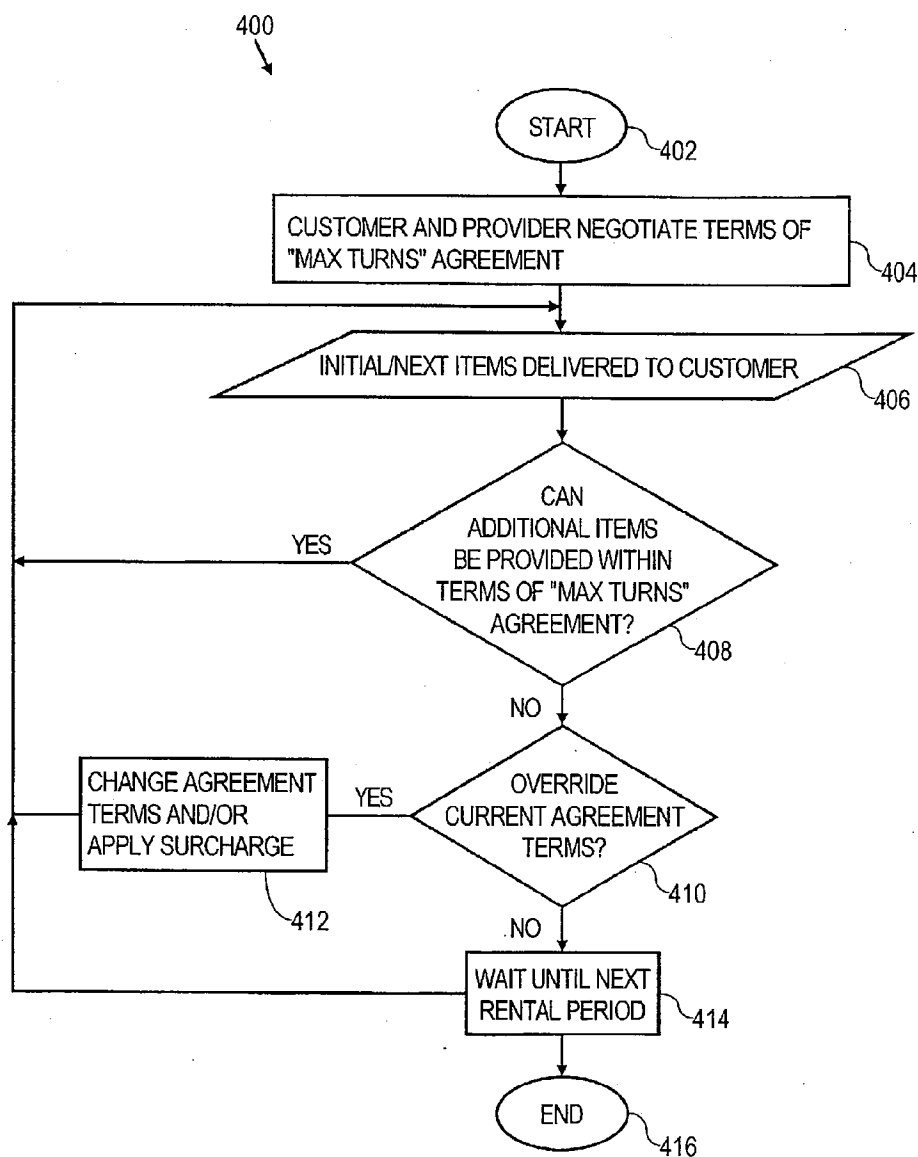 400
START
402
CUSTOMER AND PROVIDER NEGOTIATE TERMS OF
"MAX TURNS" AGREEMENT
404
INITIAL/NEXT ITEMS DELIVERED TO CUSTOMER
406
CAN
ADDITIONAL ITEMS
BE PROVIDED WITHIN
TERMS OF "MAX TURNS"
AGREEMENT?
YES
408
NO
OVERRIDE
CURRENT AGREEMENT
TERMS?
YES
410
CHANGE AGREEMENT
TERMS AND/OR
APPLY SURCHARGE
412
NO
WAIT UNTIL NEXT
RENTAL PERIOD
414
END
416